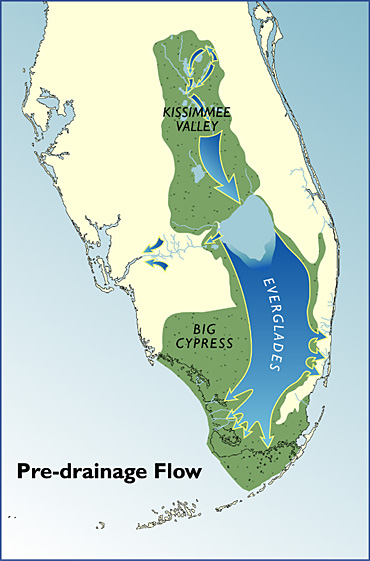 KISSIMMEE
VALLEY
EVERGLADES
BIG
CYPRESS
Pre-drainage Flow